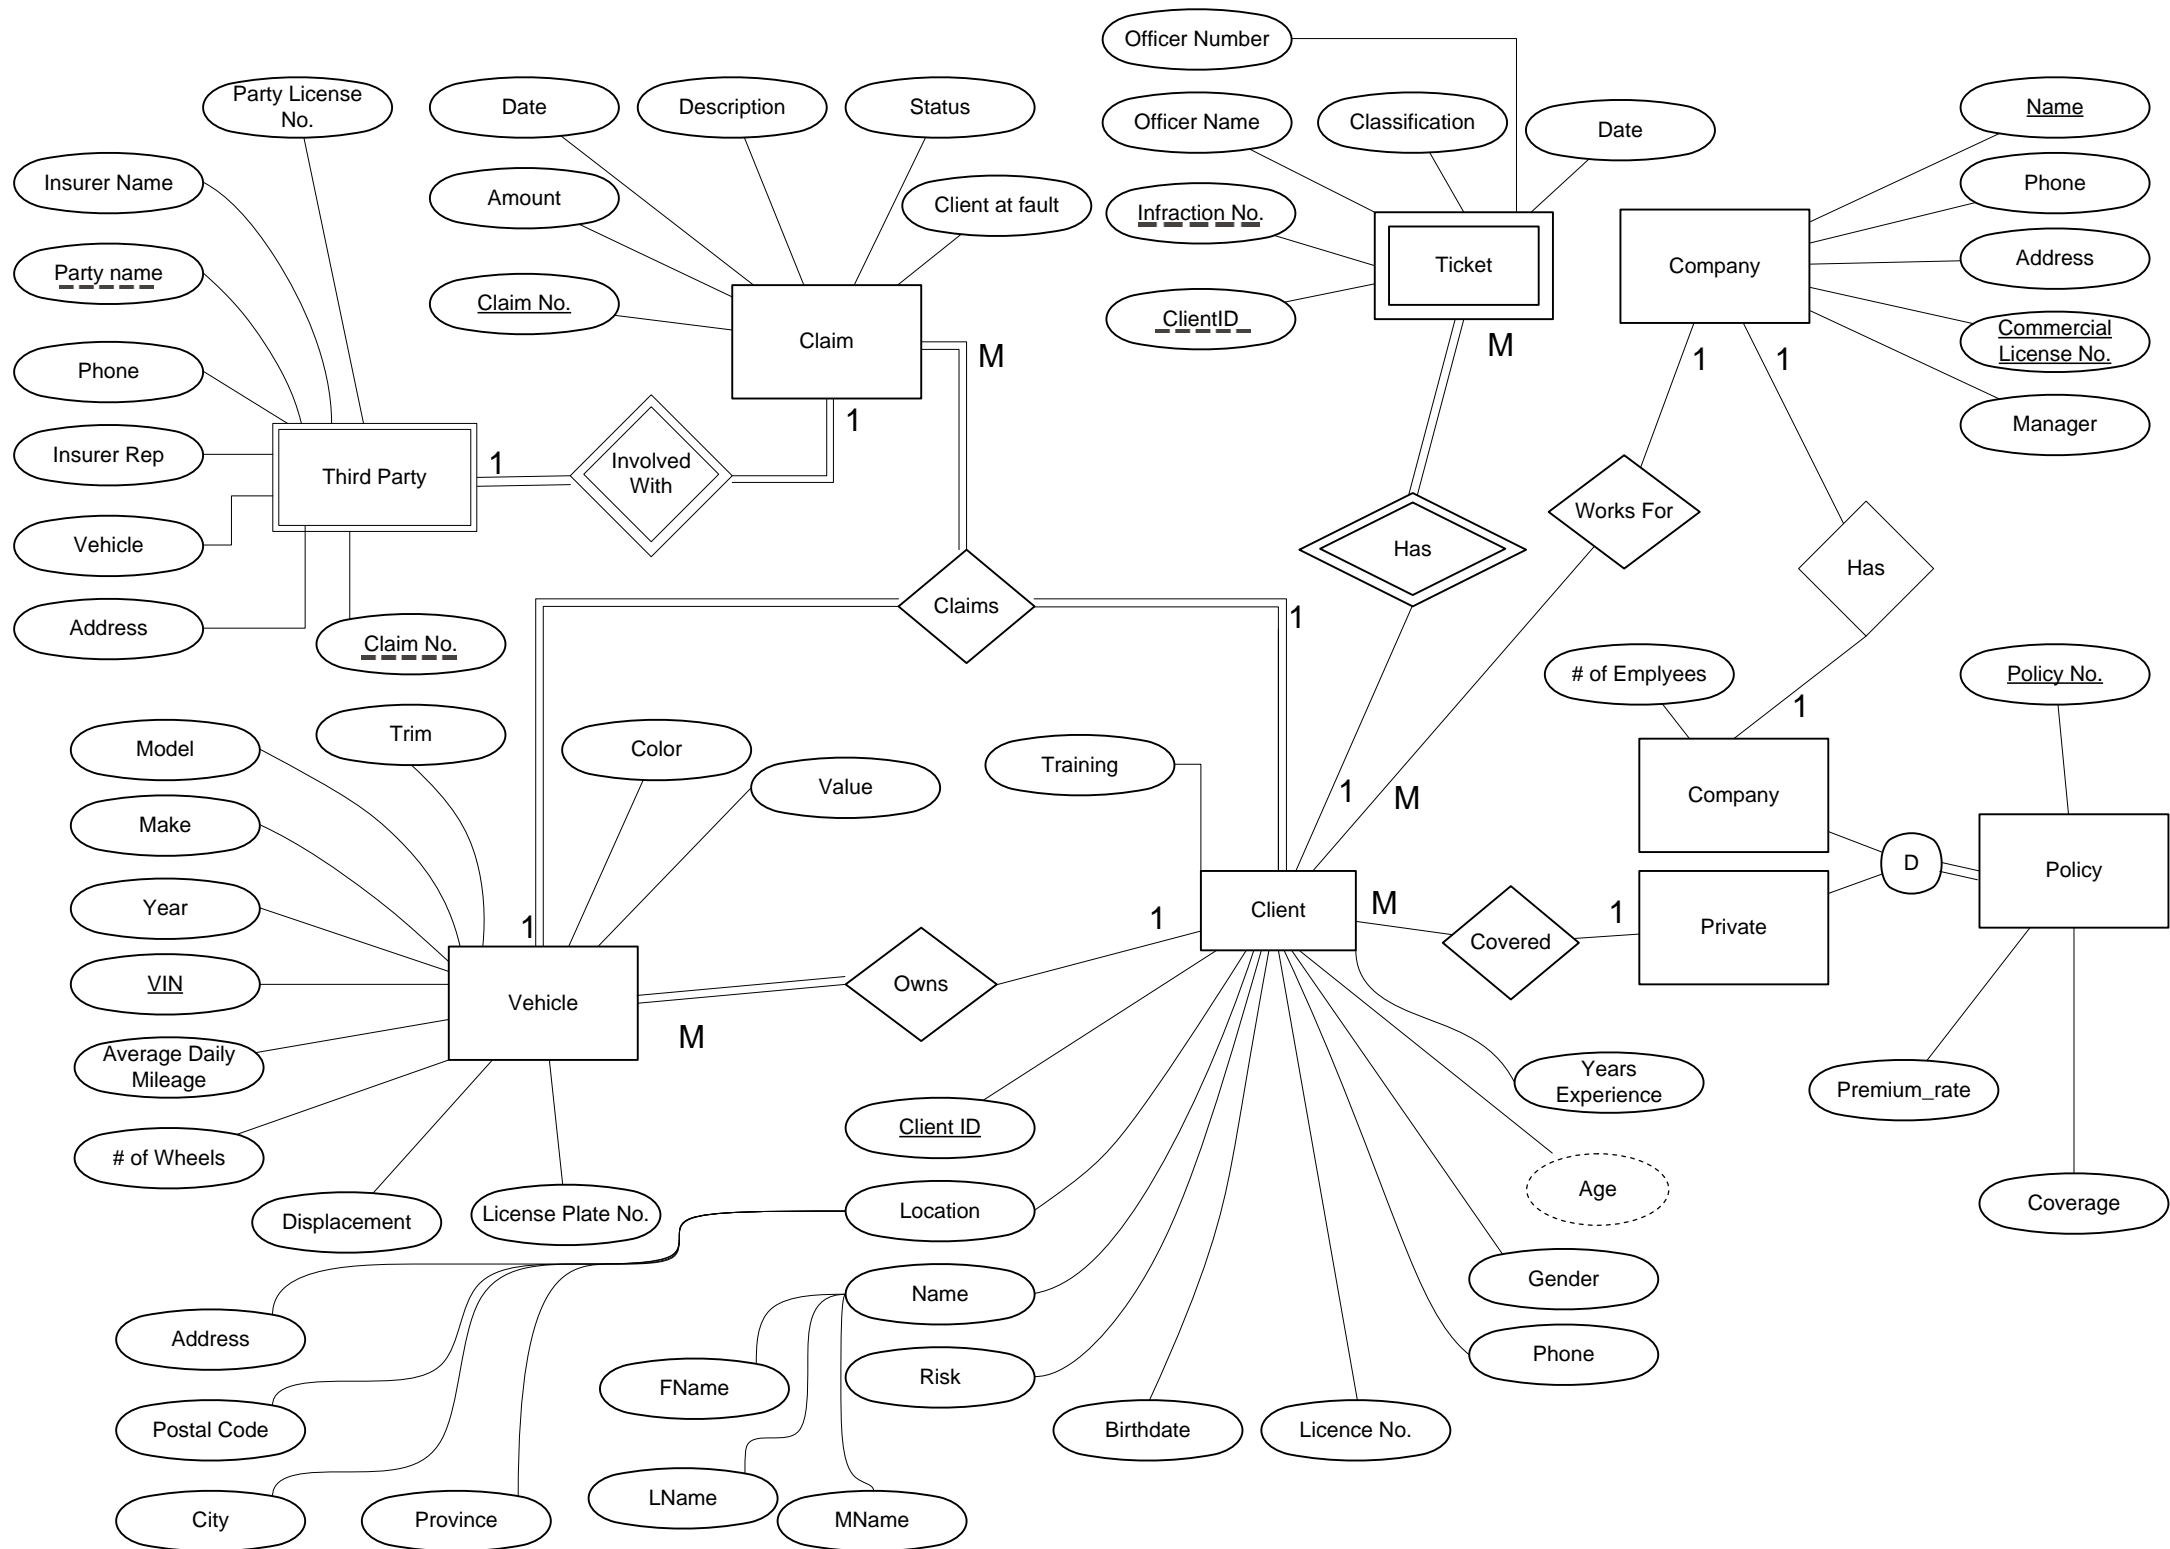 Officer Number
Party License
No.
Date
Description
Status
Officer Name
Classification
Date
Name
Insurer Name
Amount
Client at fault
Infraction No.
Phone
Party name
Claim No.
Claim
ClientID
Ticket
Company
Address
Commercial
License No.
Phone
M
M
1
1
Manager
Insurer Rep
Third Party
1
Involved
With
1
Works For
Vehicle
Has
Has
Address
Claim No.
Claims
1
# of Emplyees
Policy No.
Model
Trim
Color
Value
Training
1
M
1
Company
Make
D
Policy
Year
1
1
Client
M
Covered
1
Private
VIN
Vehicle
M
Owns
Average Daily
Mileage
Years
Experience
Premium_rate
# of Wheels
Client ID
Age
Displacement
License Plate No.
Location
Coverage
Address
Name
Gender
FName
Risk
Phone
Postal Code
Birthdate
Licence No.
City
Province
LName
MName